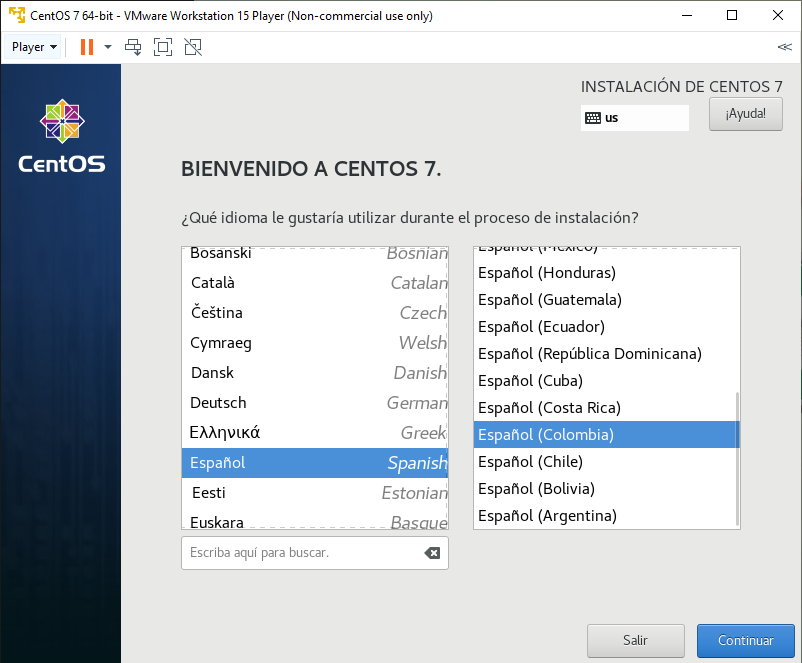 CentOS 7 64-bit - VMware Workstation 15 Player (Non-commercial use only)
Player
CentOS
INSTALACIÓN DE CENTOS 7
us
¡Ayuda!
BIENVENIDO A CENTOS 7.
¿Qué idioma le gustaría utilizar durante el proceso de instalación?
Bosanski Bosnian
Català Catalan
Čeština Czech
Cymraeg Welsh
Dansk Danish
Deutsch German
Ελληνικά Greek
Español Spanish
Eesti Estonian
Euskara Basque
Escriba aquí para buscar.
Español (México)
Español (Honduras)
Español (Guatemala)
Español (Ecuador)
Español (República Dominicana)
Español (Cuba)
Español (Costa Rica)
Español (Colombia)
Español (Chile)
Español (Bolivia)
Español (Argentina)
Salir
Continuar